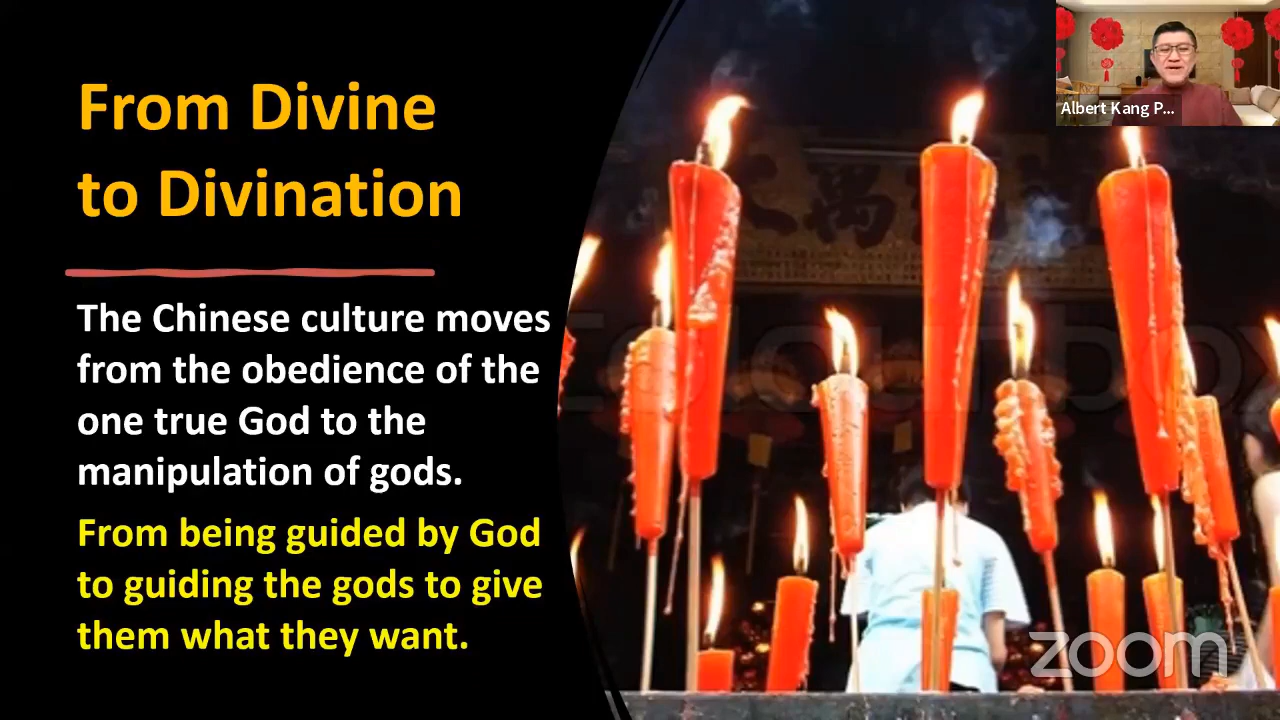 From Divine
to Divination
The Chinese culture moves
from the obedience of the
one true God to the
manipulation of gods.
From being guided by God
to guiding the gods to give
them what they want.
Albert Kang P...
zoom